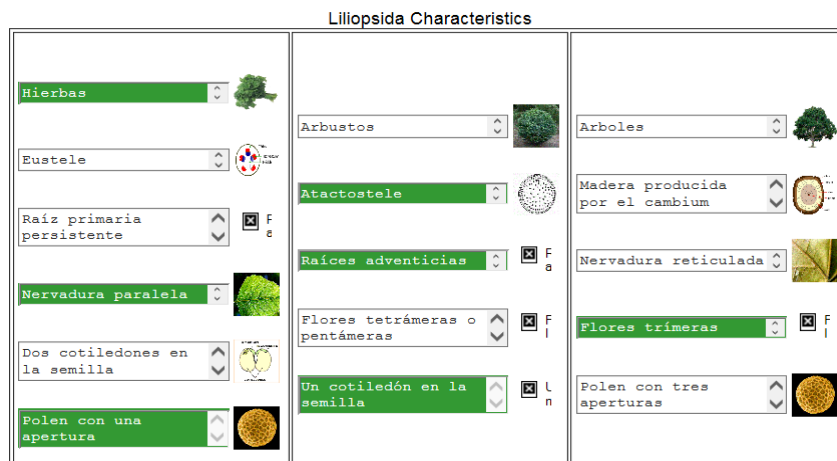 Liliopsida Characteristics
Hierbas
Eustele
Raíz primaria
persistente
F
a
Nervadura paralela
Dos cotiledones en
la semilla
Polen con una
apertura
Arbustos
Atactostele
Raíces adventicias
F
a
Flores tetrámeras o
pentámeras
F
l
Un cotiledón en la
semilla
U
n
Arboles
Madera producida
por el cambium
Nervadura reticulada
Flores trímeras
F
l
Polen con tres
aperturas